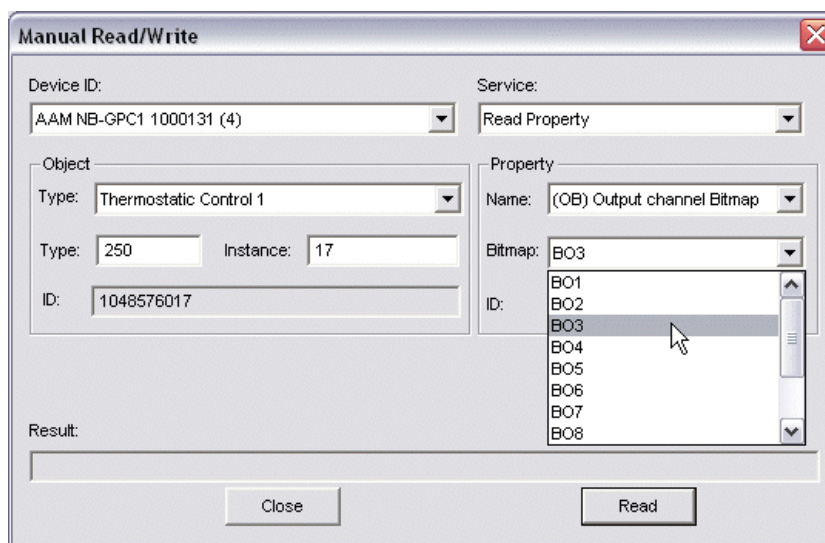 Manual Read/Write
Device ID:
Service:
AAM NB-GPC1 1000131 (4)
Read Property
Object
Property
Type: Thermostatic Control 1
Name: (OB) Output channel Bitmap
Type: 250 Instance: 17
Bitmap: BO3
ID: 1048576017
ID:
BO1
BO2
BO3
BO4
BO5
BO6
BO7
BO8
Result:
Close
Read